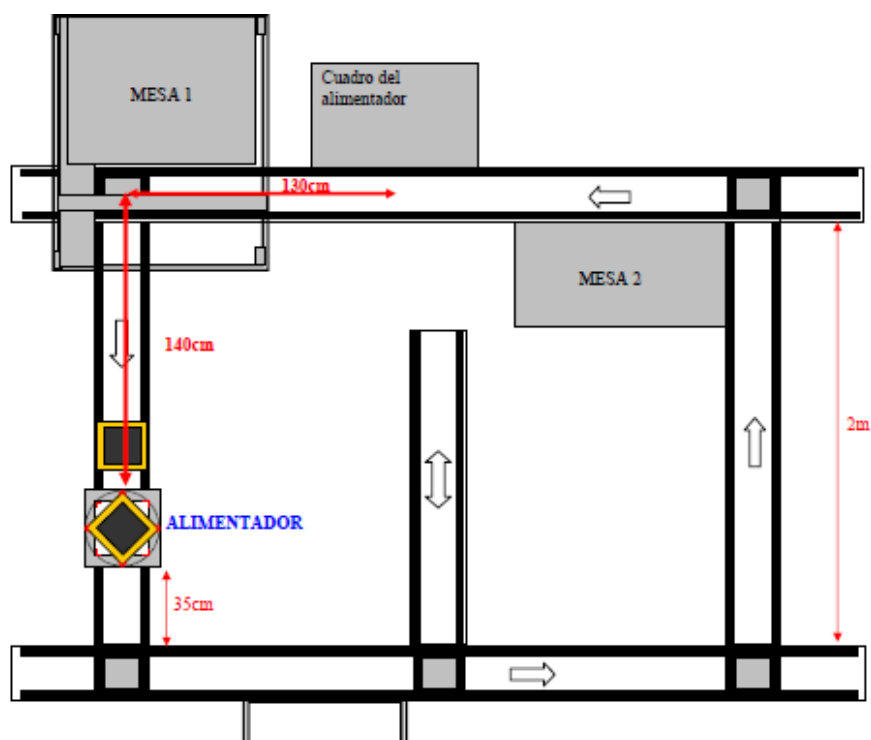 MESA 1
Cuadro del
alimentador
130cm
MESA 2
140cm
2m
ALIMENTADOR
35cm